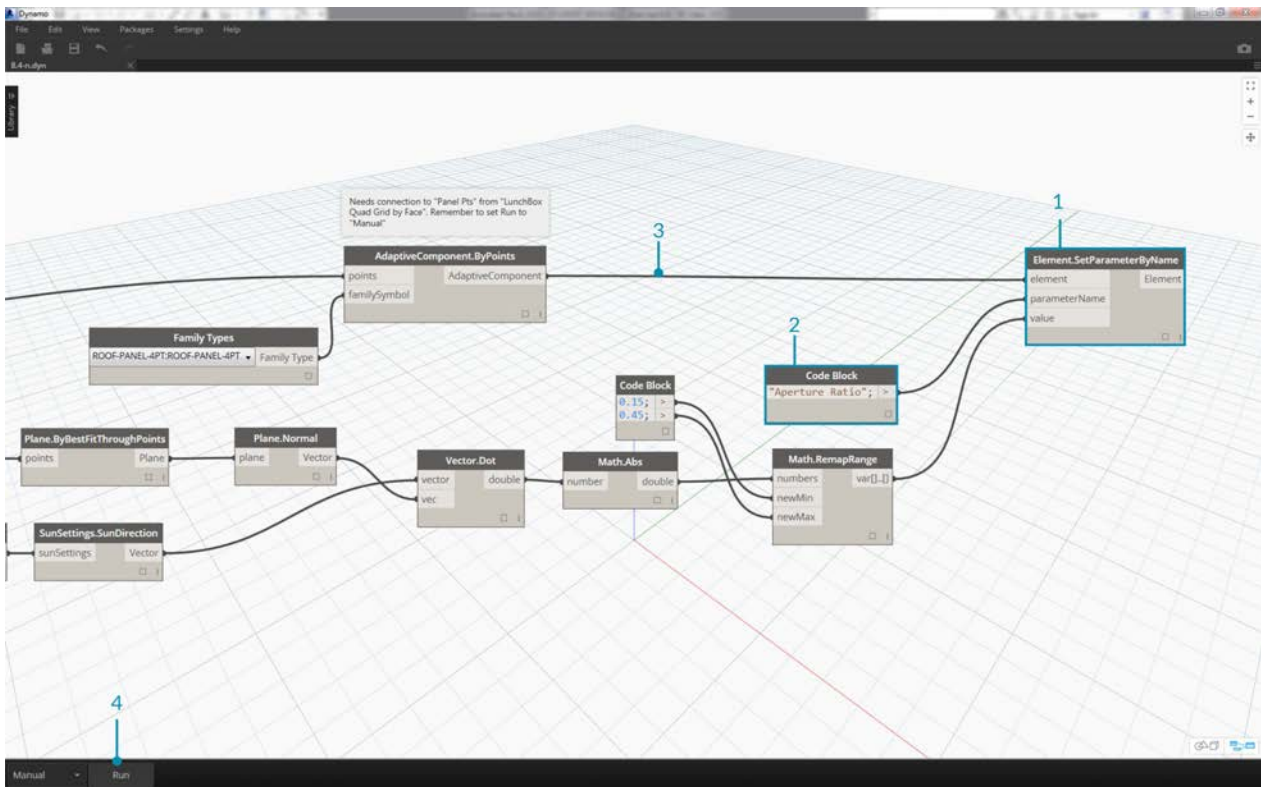 Dynamo
File Edit View Packages Settings Help
8.4-n.dyn
Library
Needs connection to "Panel Pts" from "LunchBox
Quad Grid by Face". Remember to set Run to
"Manual"
1
3
AdaptiveComponent.ByPoints
points AdaptiveComponent
familySymbol
Element.SetParameterByName
element Element
parameterName
value
Family Types
ROOF-PANEL-4PT:ROOF-PANEL-4PT Family Type
2
Code Block
"Aperture Ratio"; >
Code Block
0.15; >
0.45; >
Plane.ByBestFitThroughPoints
points Plane
Plane.Normal
plane Vector
Vector.Dot
vector double
vec
Math.Abs
number double
Math.RemapRange
numbers var[]..[]
newMin
newMax
SunSettings.SunDirection
sunSettings Vector
4
Manual Run